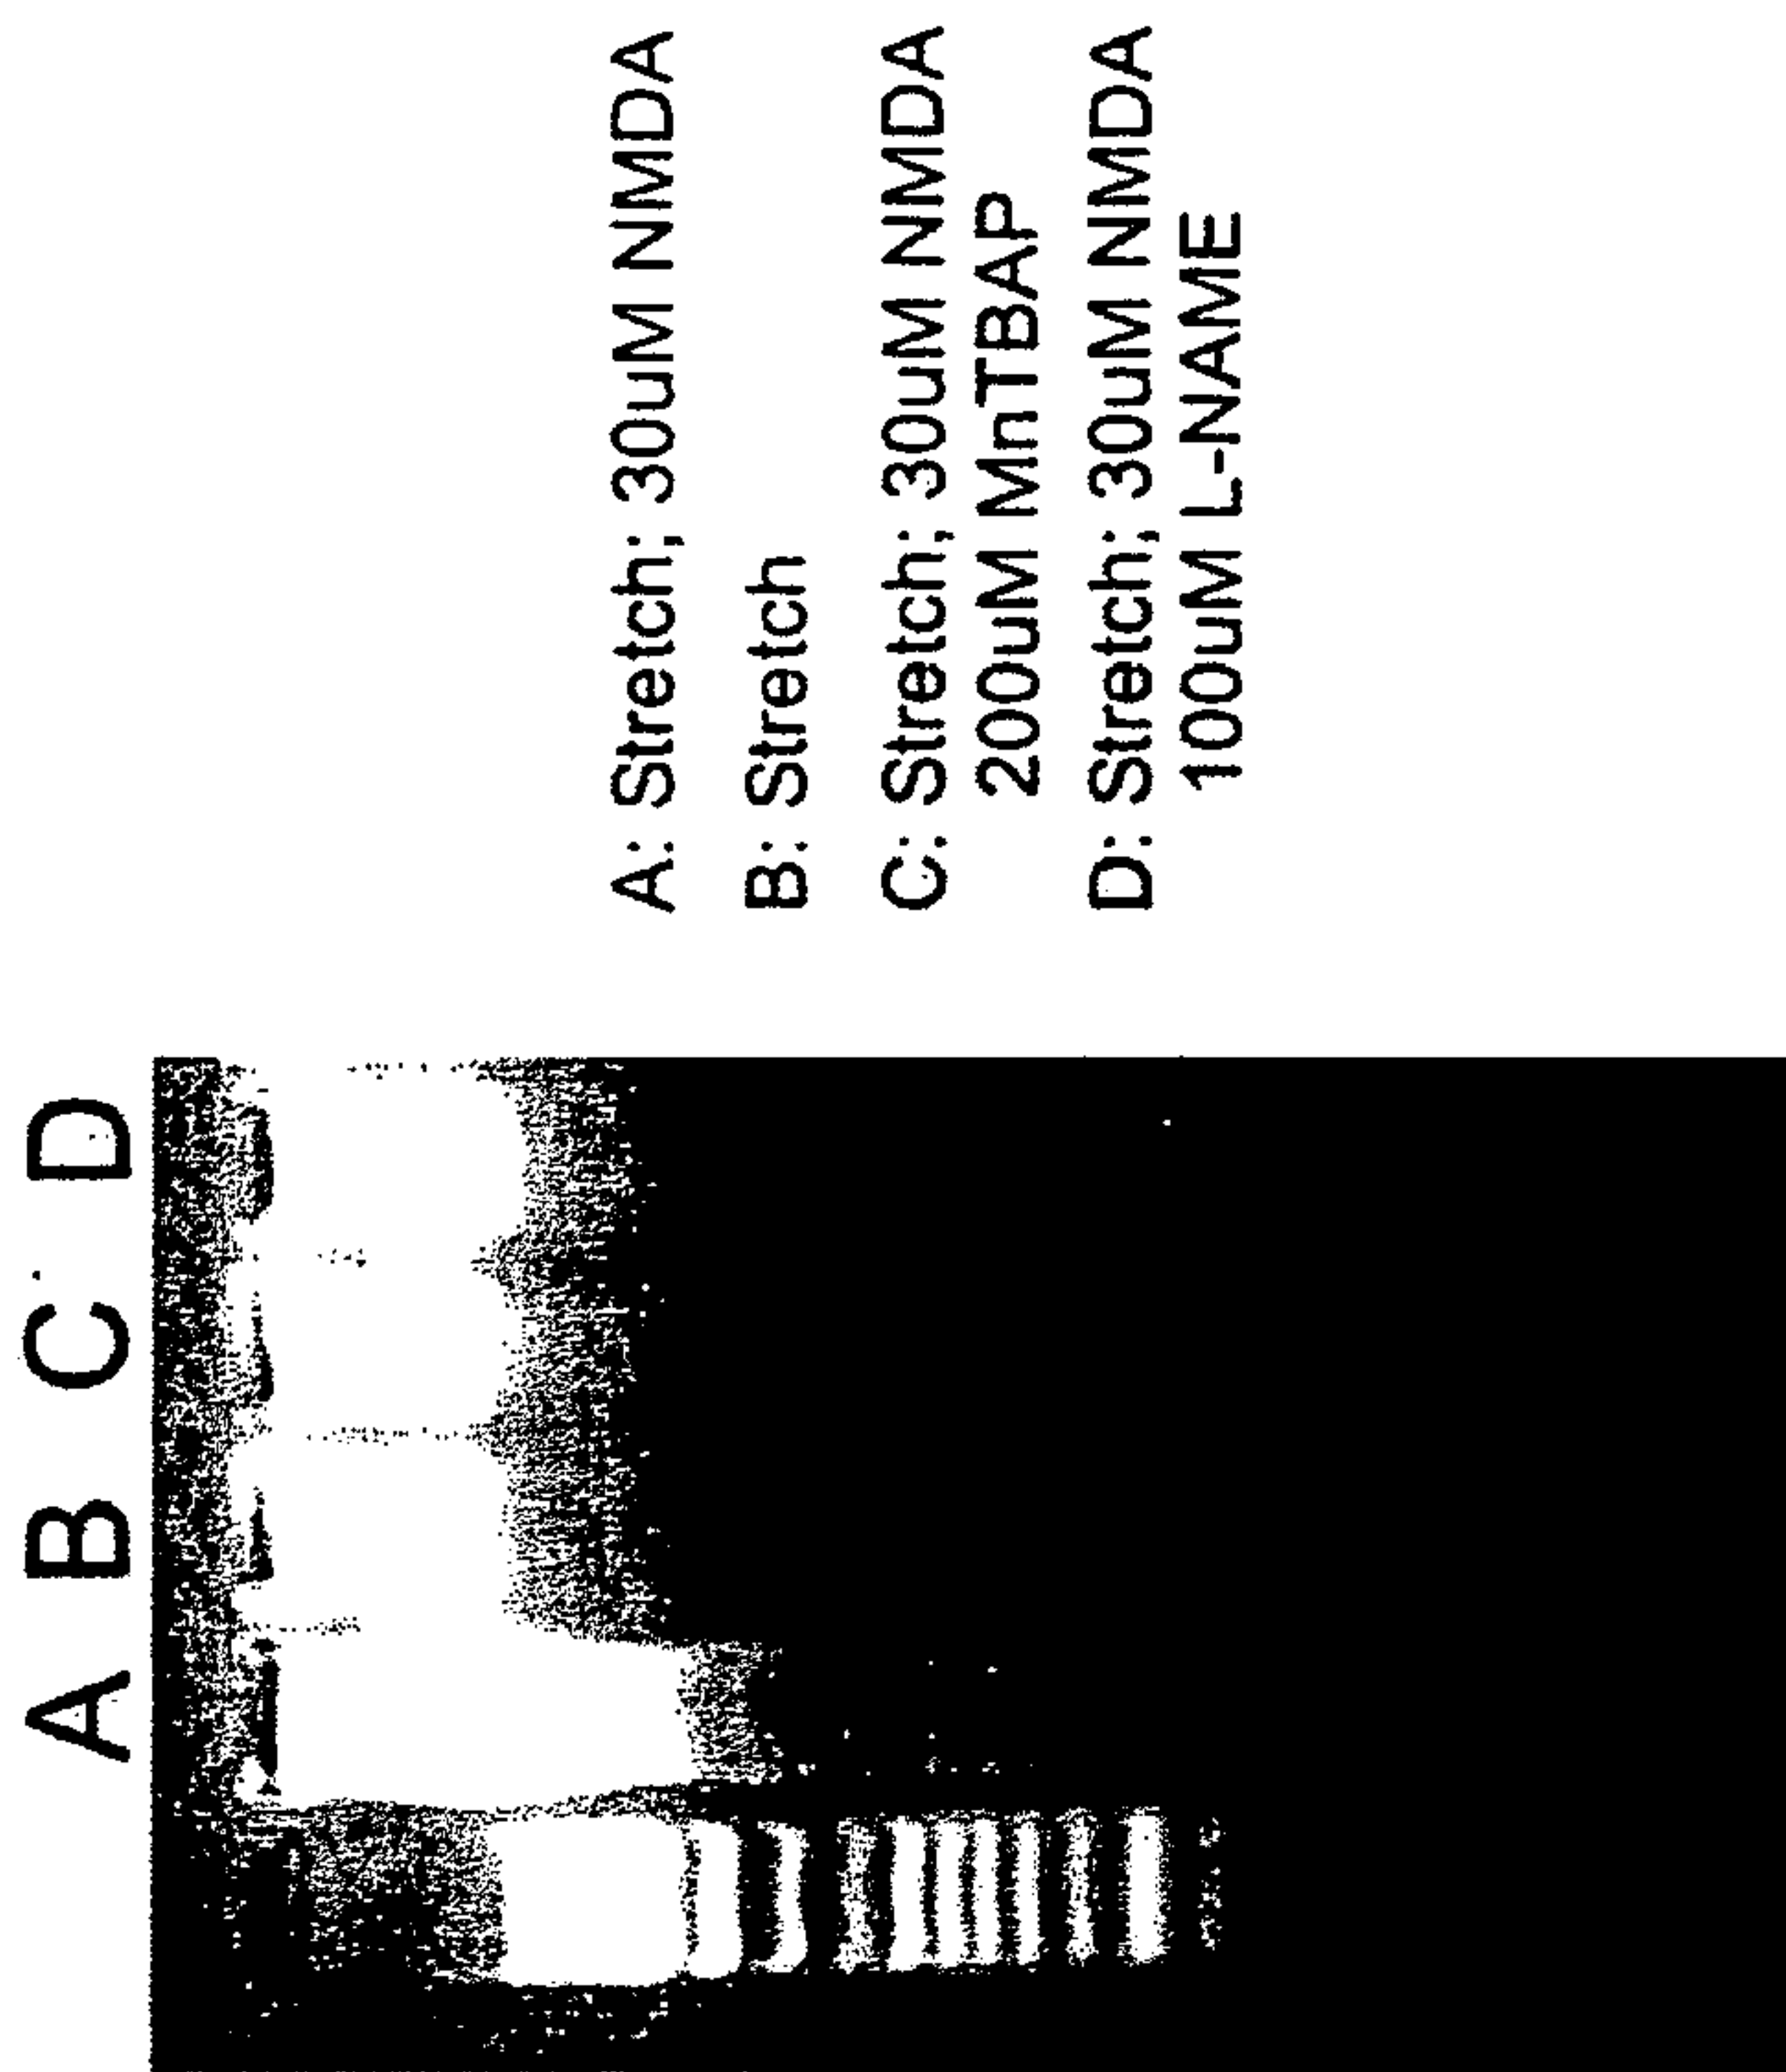 A B C D
A: Stretch; 30uM NMDA
B: Stretch
C: Stretch; 30uM NMDA
200uM MnTBAP
D: Stretch; 30uM NMDA
100uM L-NAME